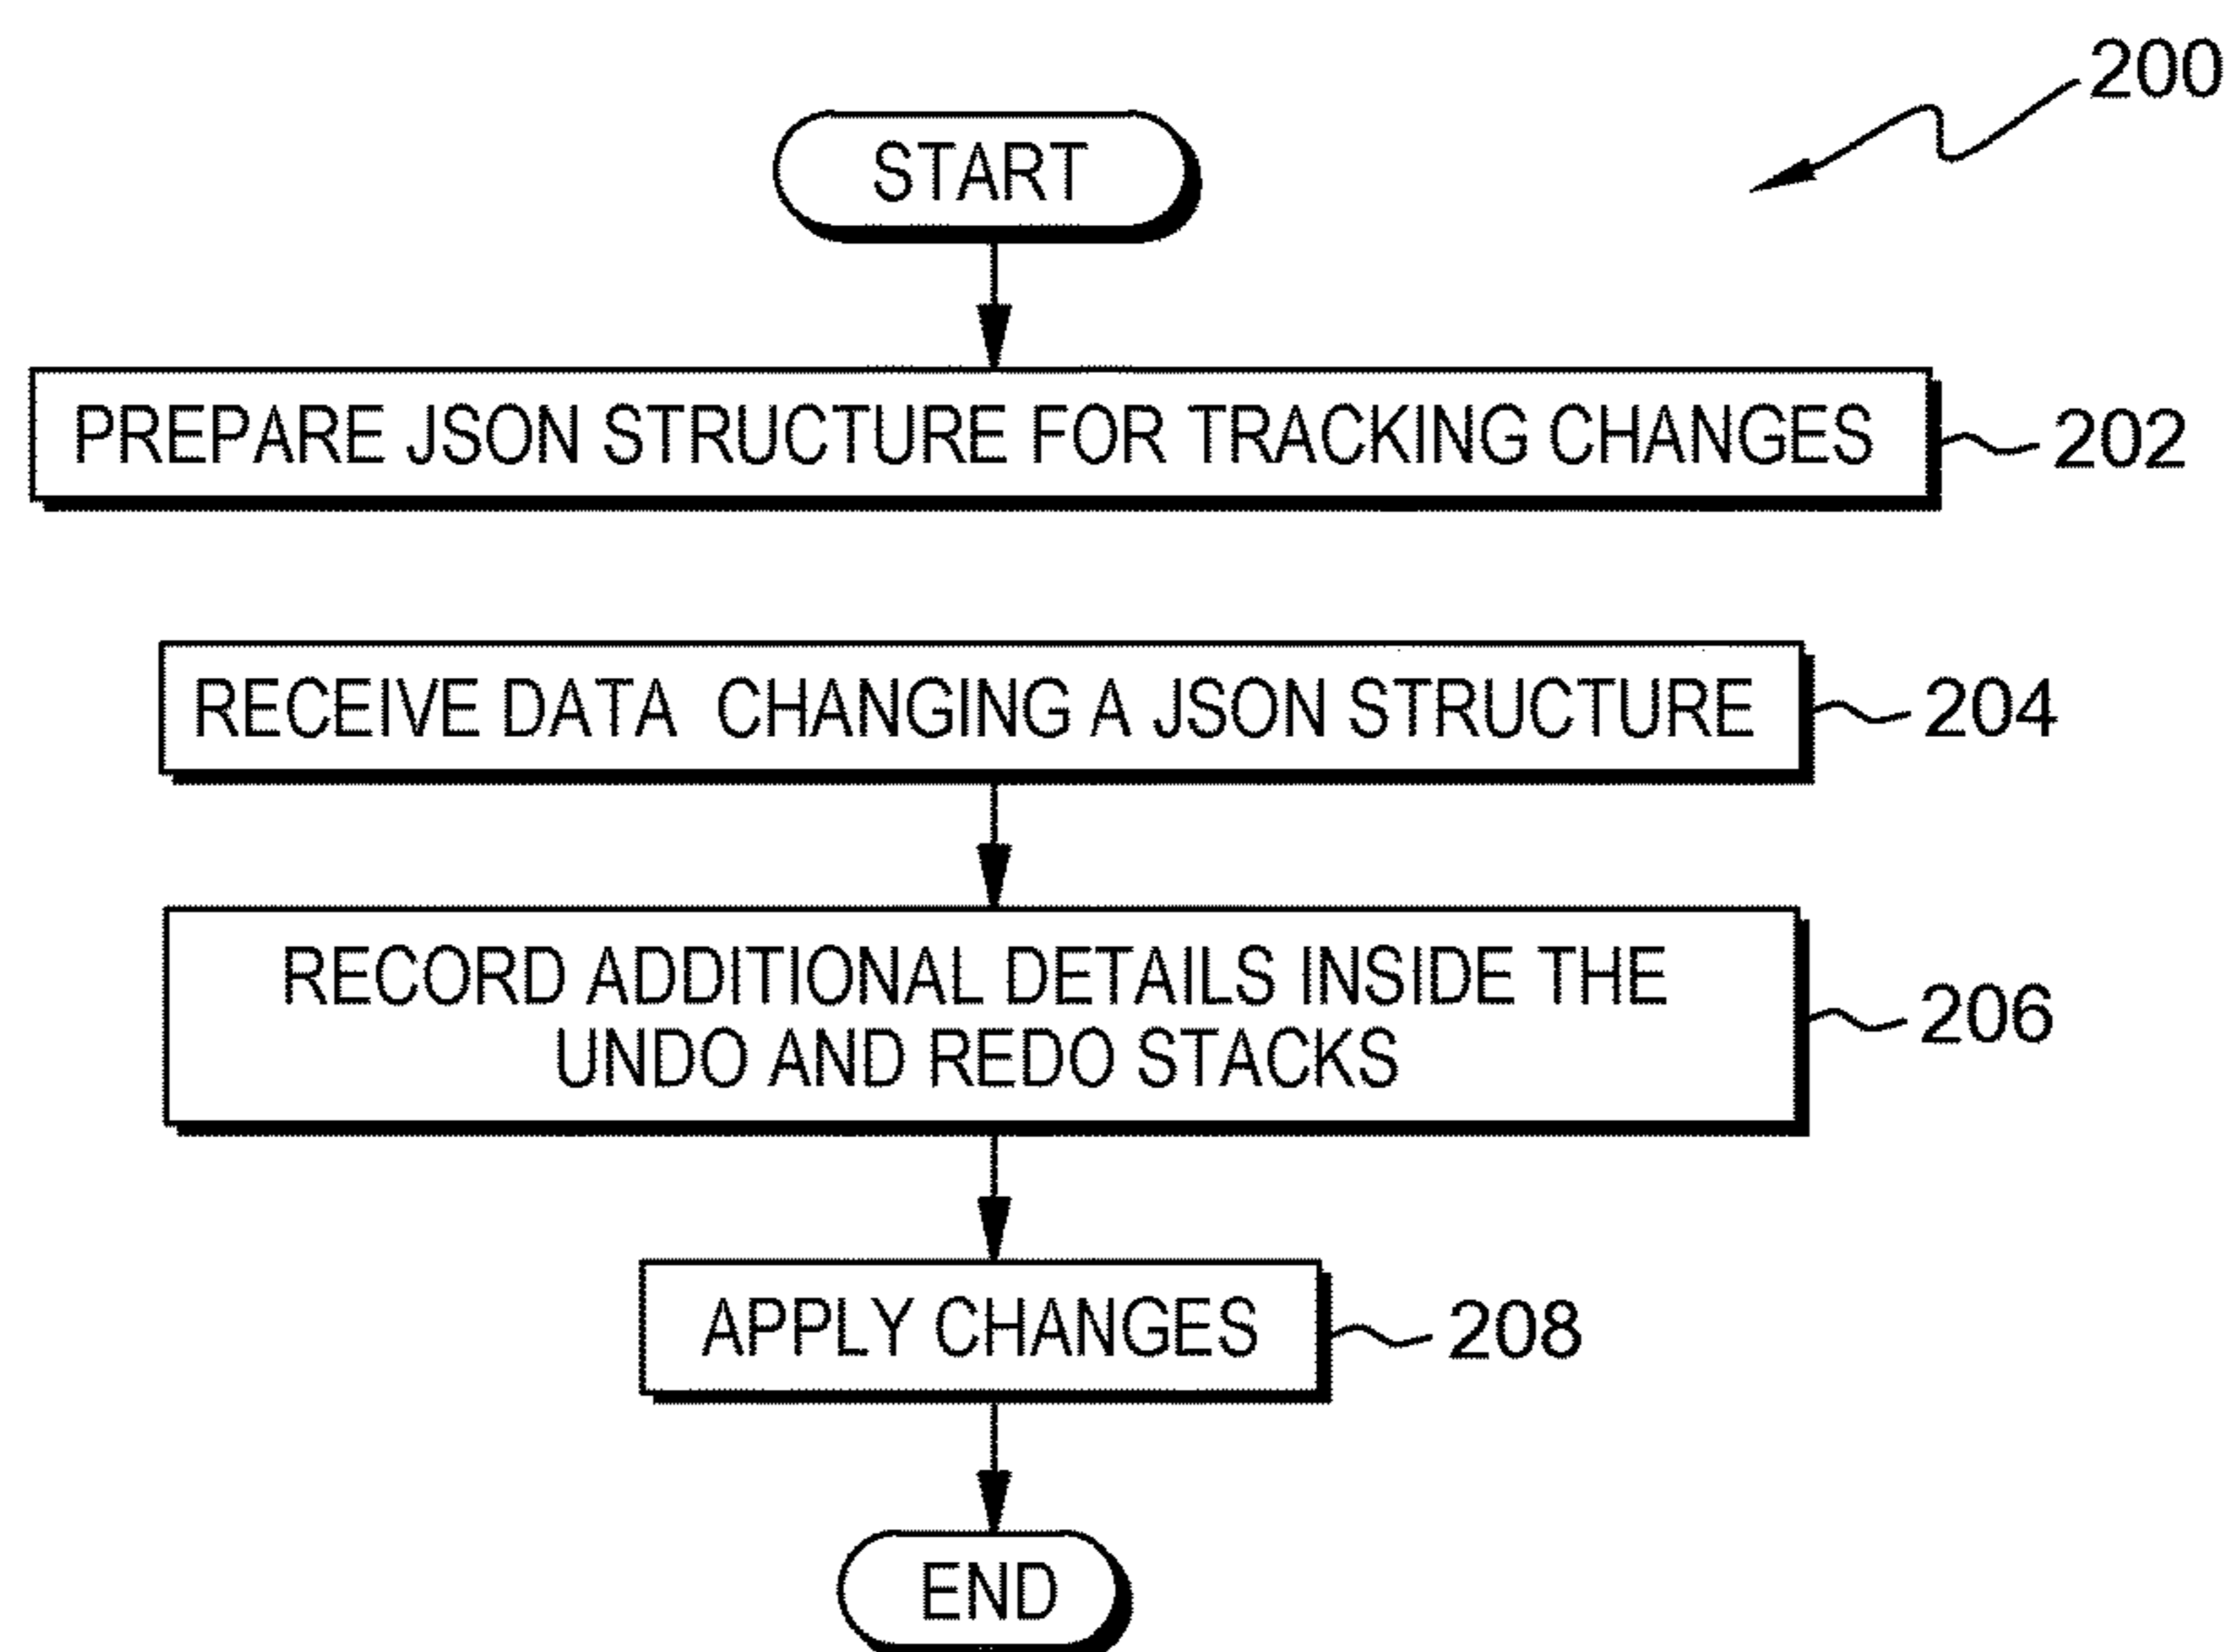 200
START
PREPARE JSON STRUCTURE FOR TRACKING CHANGES
202
RECEIVE DATA CHANGING A JSON STRUCTURE
204
RECORD ADDITIONAL DETAILS INSIDE THE
UNDO AND REDO STACKS
206
APPLY CHANGES
208
END